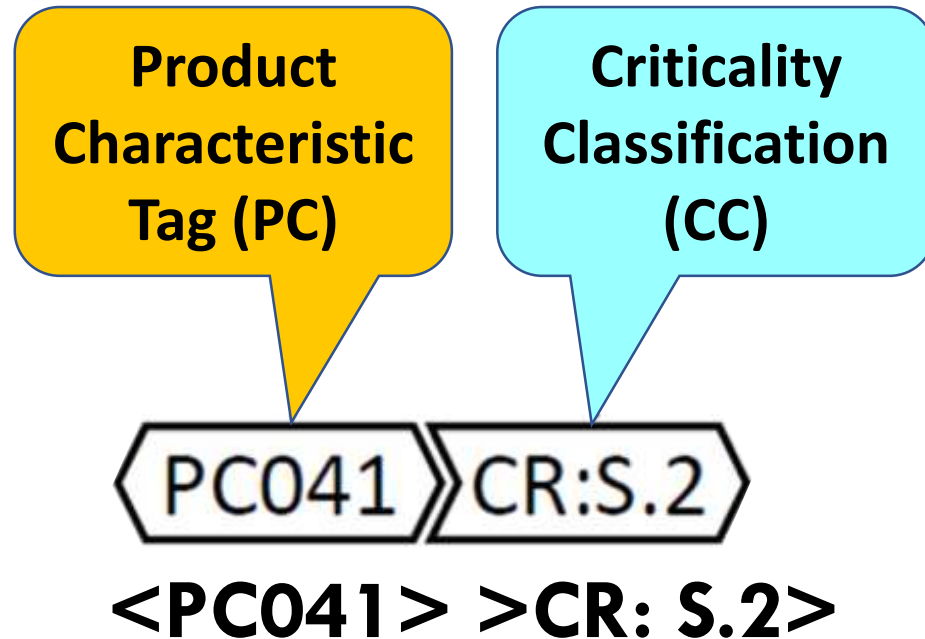 Product
Characteristic
Tag (PC)
Criticality
Classification
(CC)
PC041 CR:S.2
<PC041> >CR: S.2>